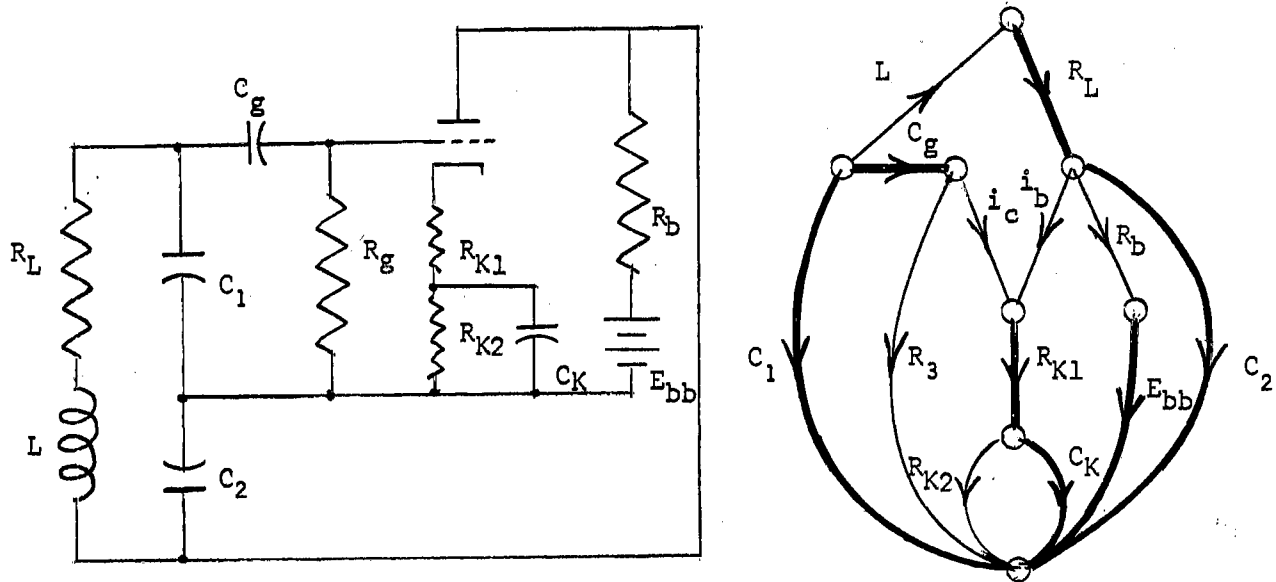 C_g
R_L
C_1
R_g
R_K1
R_K2
C_K
R_b
E_bb
L
C_2
L
R_L
C_g
i_c
i_b
R_b
C_1
R_3
R_K1
E_bb
C_2
R_K2
C_K